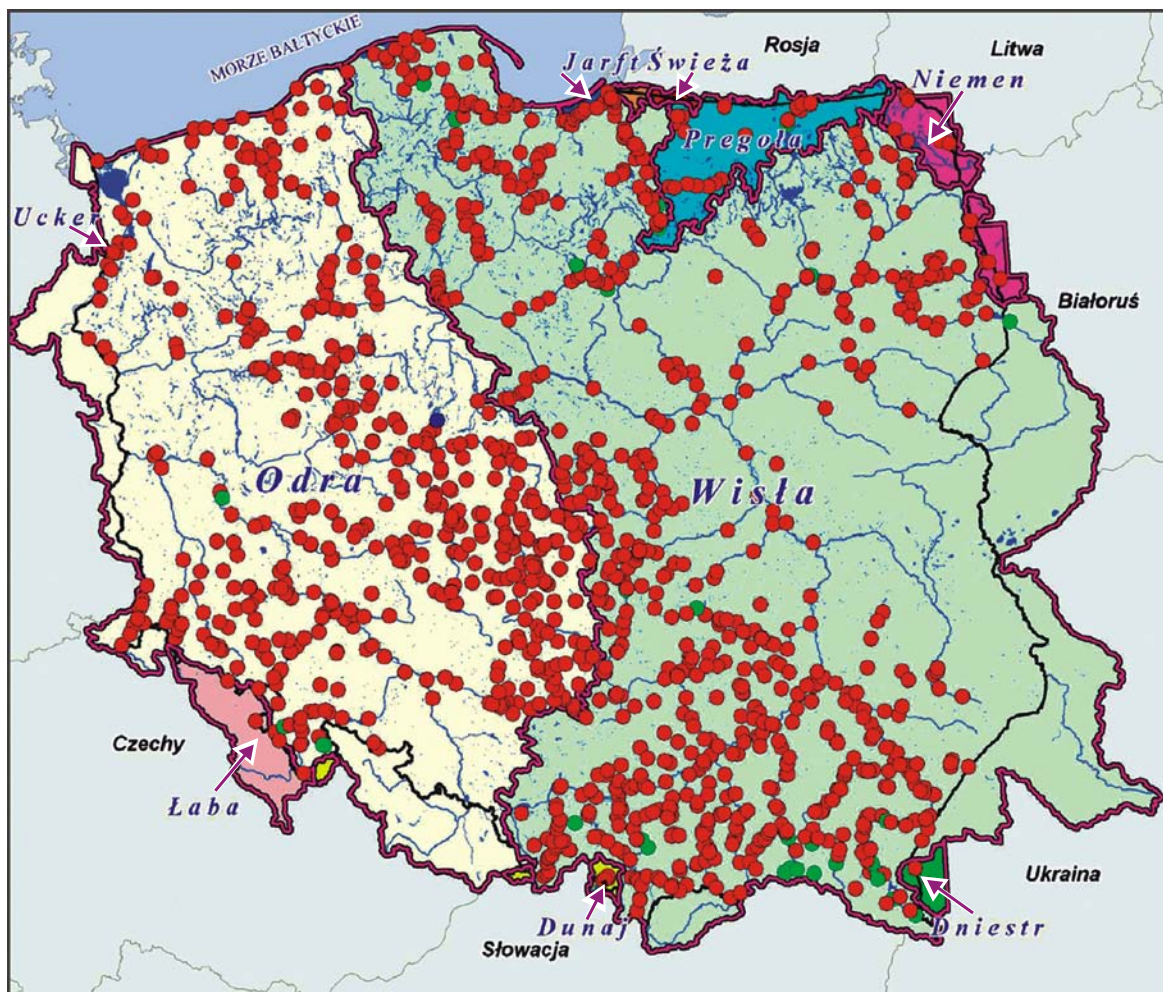 MORZE BAŁTYCKIE
Rosja
Litwa
Jarft
Świeża
Niemen
Pregoła
Ucker
Białoruś
Odra
Wisła
Czechy
Łaba
Ukraina
Dunaj
Dniestr
Słowacja